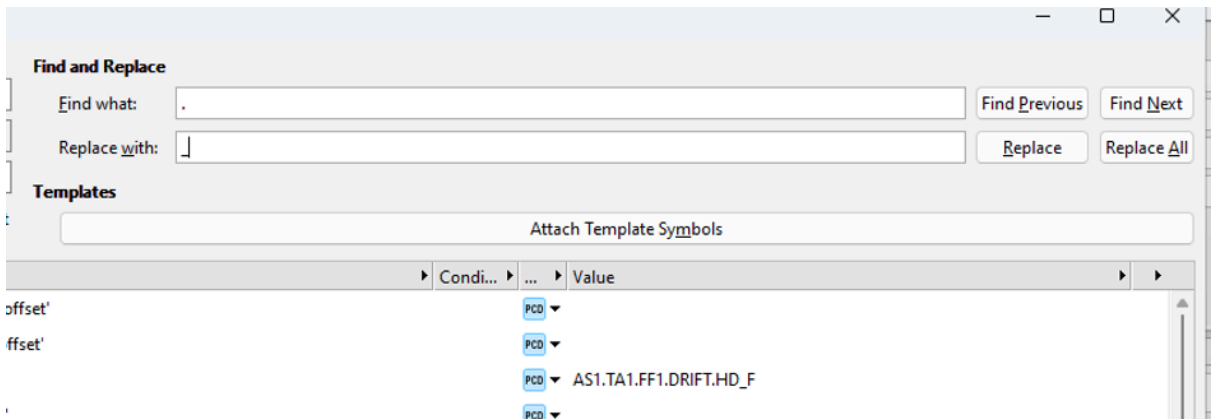 Find and Replace
Find what: .
Find Previous
Find Next
Replace with: _
Replace
Replace All
Templates
Attach Template Symbols
Condi... ... Value
offset'
PCD
ffset'
PCD
PCD AS1.TA1.FF1.DRIFT.HD_F
PCD